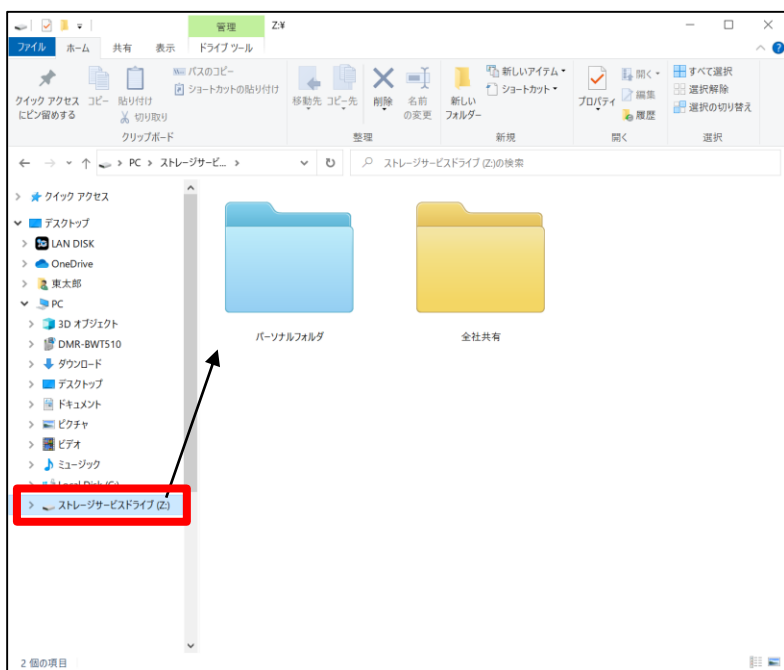 管理 Z:¥
ファイル ホーム 共有 表示 ドライブ ツール
クイック アクセス
にピン留めする
コピー
貼り付け
パスのコピー
ショートカットの貼り付け
切り取り
クリップボード
移動先 コピー先 削除 名前
の変更
整理
新しい
フォルダー
新しいアイテム
ショートカット
新規
プロパティ
開く
編集
履歴
開く
すべて選択
選択解除
選択の切り替え
選択
PC ストレージサービ...
ストレージサービスドライブ (Z:)の検索
クイック アクセス
デスクトップ
LAN DISK
OneDrive
東太郎
PC
3D オブジェクト
DMR-BWT510
ダウンロード
デスクトップ
ドキュメント
ピクチャ
ビデオ
ミュージック
Local Disk (C:)
ストレージサービスドライブ (Z:)
パーソナルフォルダ
全社共有
2 個の項目